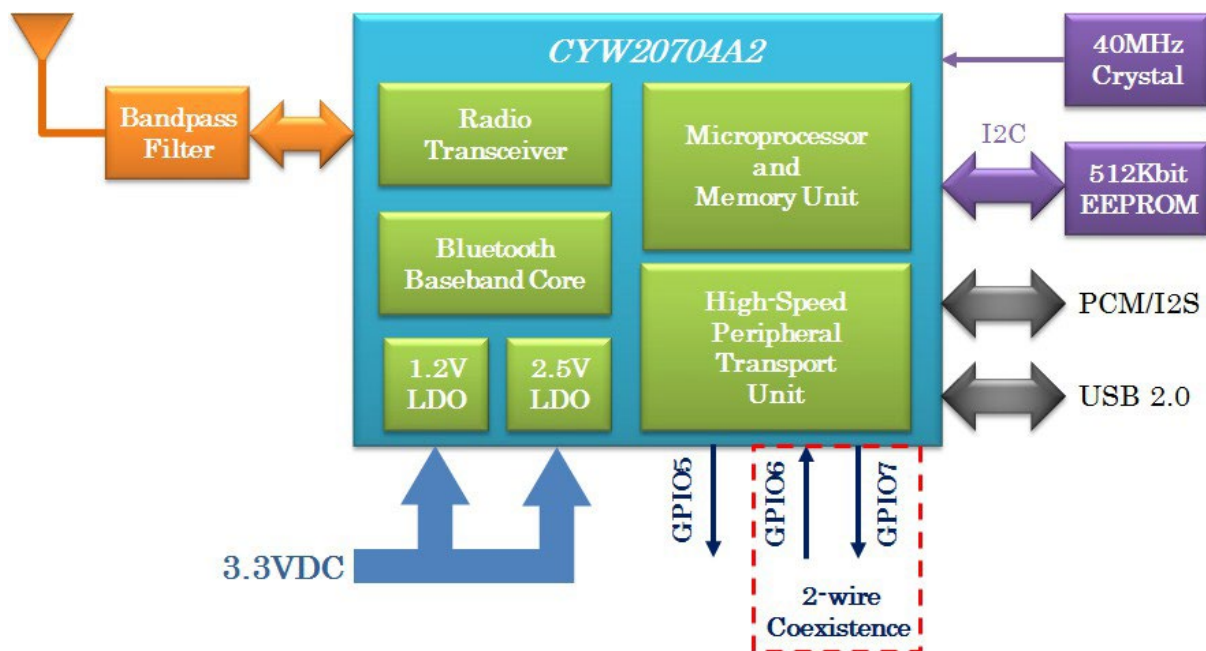 CYW20704A2
40MHz
Crystal
Bandpass
Filter
Radio
Transceiver
Microprocessor
and
Memory Unit
I2C
512Kbit
EEPROM
Bluetooth
Baseband Core
High-Speed
Peripheral
Transport
Unit
PCM/I2S
1.2V
LDO
2.5V
LDO
USB 2.0
GPIO5
GPIO6
GPIO7
3.3VDC
2-wire
Coexistence